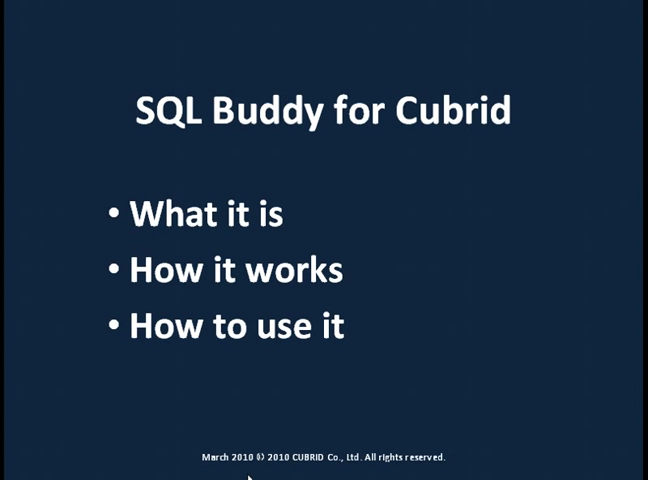 SQL Buddy for Cubrid
• What it is
• How it works
• How to use it
March 2010 © 2010 CUBRID Co., Ltd. All rights reserved.